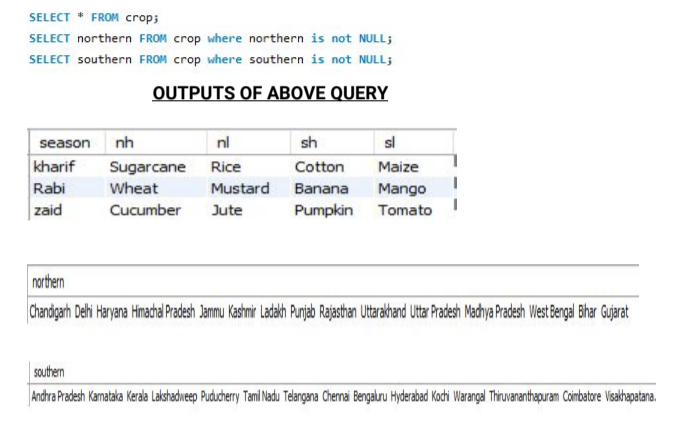 SELECT * FROM crop;
SELECT northern FROM crop where northern is not NULL;
SELECT southern FROM crop where southern is not NULL;
OUTPUTS OF ABOVE QUERY
season nh nl sh sl
kharif Sugarcane Rice Cotton Maize
Rabi Wheat Mustard Banana Mango
zaid Cucumber Jute Pumpkin Tomato
northern
Chandigarh Delhi Haryana Himachal Pradesh Jammu Kashmir Ladakh Punjab Rajasthan Uttarakhand Uttar Pradesh Madhya Pradesh West Bengal Bihar Gujarat
southern
Andhra Pradesh Karnataka Kerala Lakshadweep Puducherry Tamil Nadu Telangana Chennai Bengaluru Hyderabad Kochi Warangal Thiruvananthapuram Coimbatore Visakhapatana.